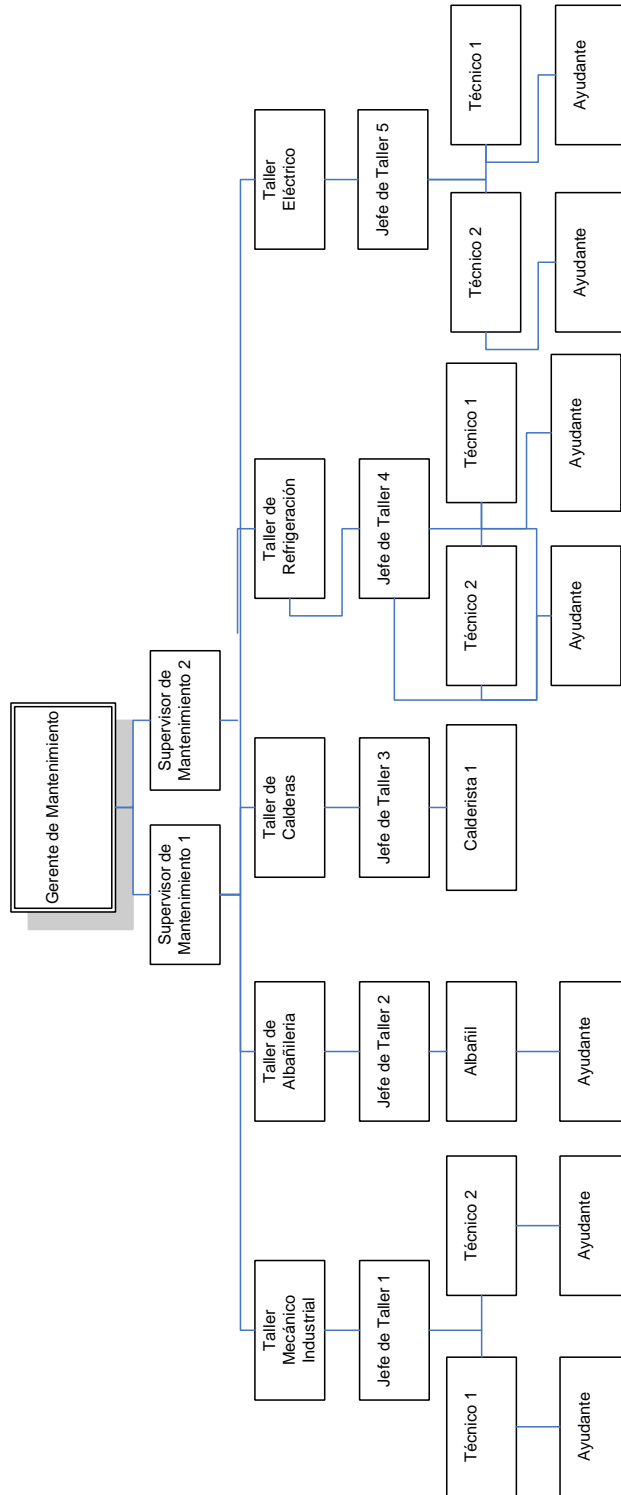 Gerente de Mantenimiento
Supervisor de
Mantenimiento 1
Supervisor de
Mantenimiento 2
Taller
Mecánico
Industrial
Taller de
Albañileria
Taller de
Calderas
Taller de
Refrigeración
Taller
Eléctrico
Jefe de Taller 1
Jefe de Taller 2
Jefe de Taller 3
Jefe de Taller 4
Jefe de Taller 5
Técnico 1
Técnico 2
Albañil
Calderista 1
Técnico 2
Técnico 1
Técnico 2
Técnico 1
Ayudante
Ayudante
Ayudante
Ayudante
Ayudante
Ayudante
Ayudante